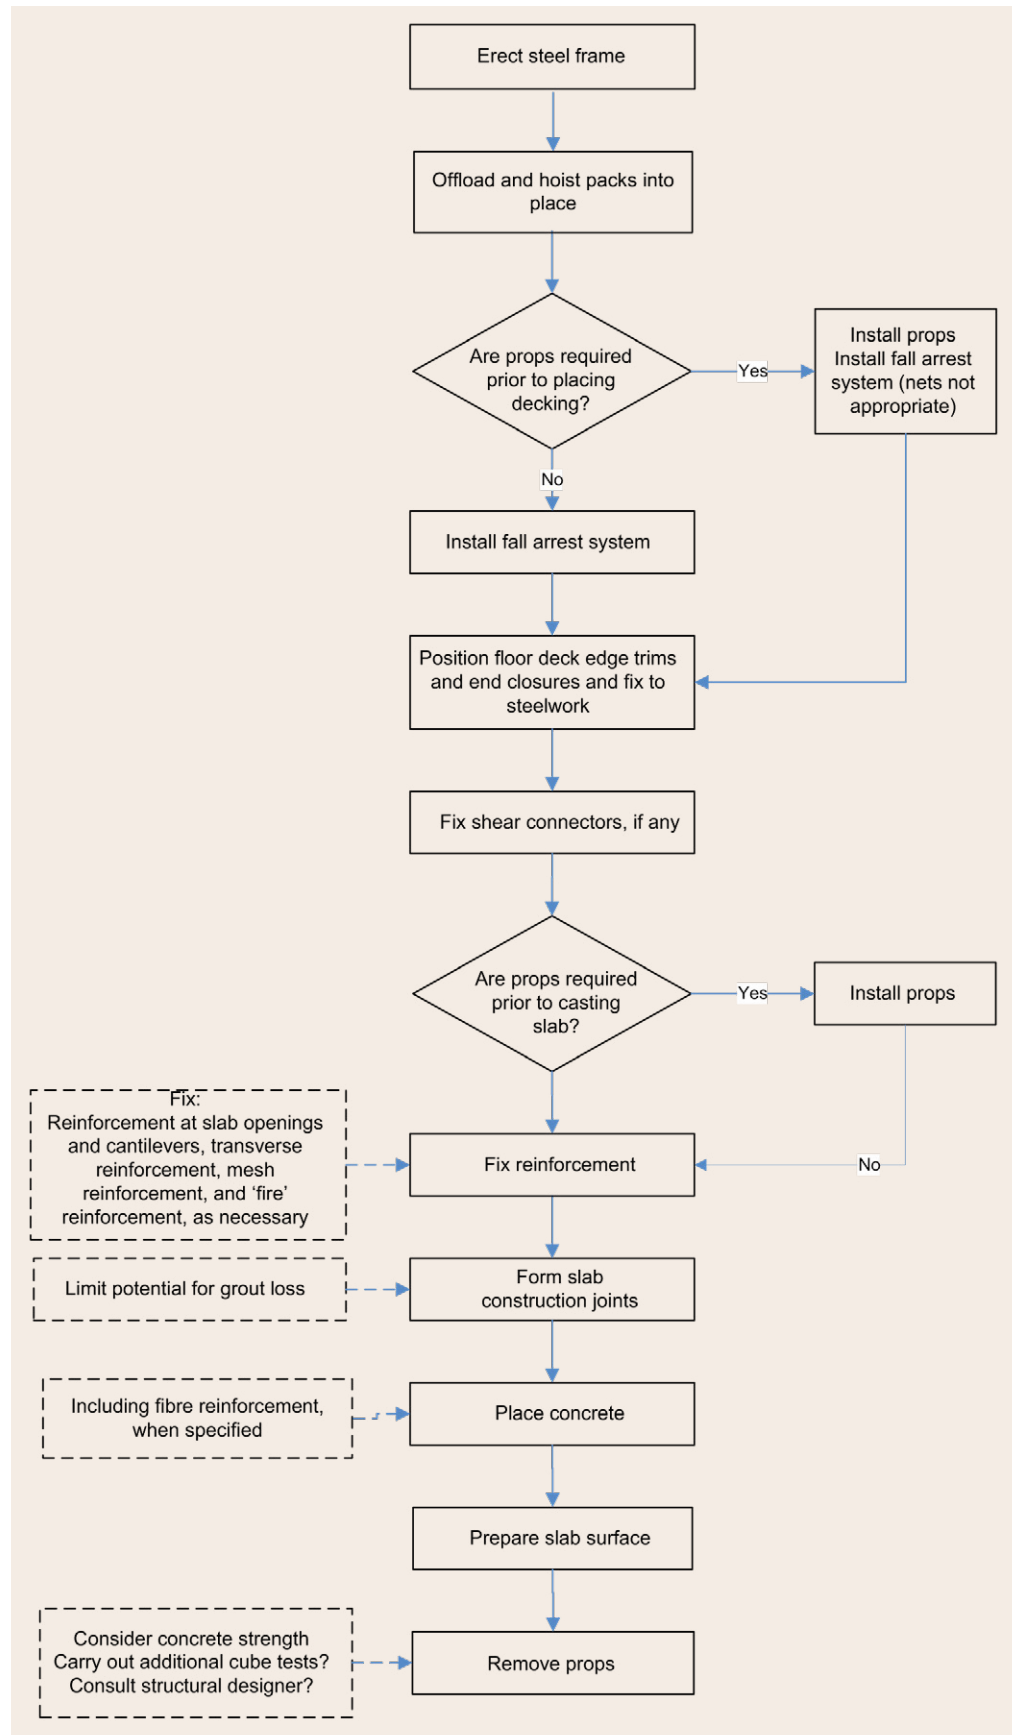 Erect steel frame
Offload and hoist packs into
place
Are props required
prior to placing
decking?
Yes
Install props
Install fall arrest
system (nets not
appropriate)
No
Install fall arrest system
Position floor deck edge trims
and end closures and fix to
steelwork
Fix shear connectors, if any
Are props required
prior to casting
slab?
Yes
Install props
Fix:
Reinforcement at slab openings
and cantilevers, transverse
reinforcement, mesh
reinforcement, and ‘fire’
reinforcement, as necessary
Fix reinforcement
No
Limit potential for grout loss
Form slab
construction joints
Including fibre reinforcement,
when specified
Place concrete
Prepare slab surface
Consider concrete strength
Carry out additional cube tests?
Consult structural designer?
Remove props